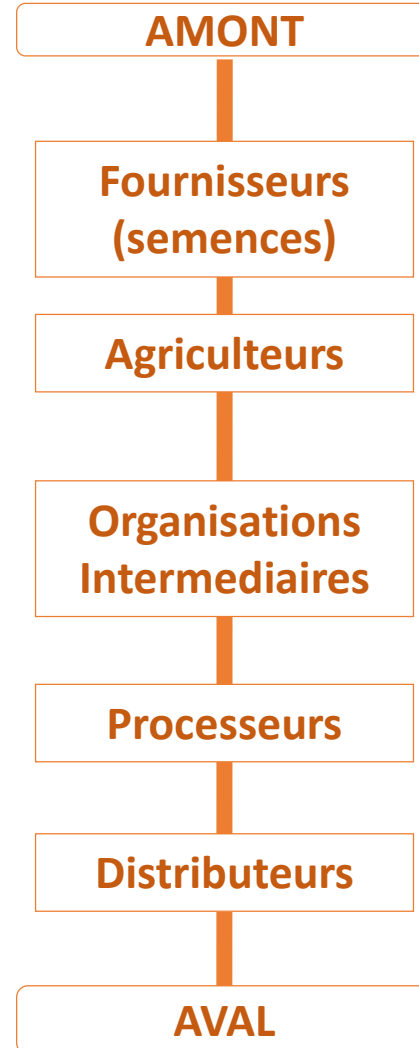 AMONT
Fournisseurs
(semences)
Agriculteurs
Organisations
Intermediaires
Processeurs
Distributeurs
AVAL